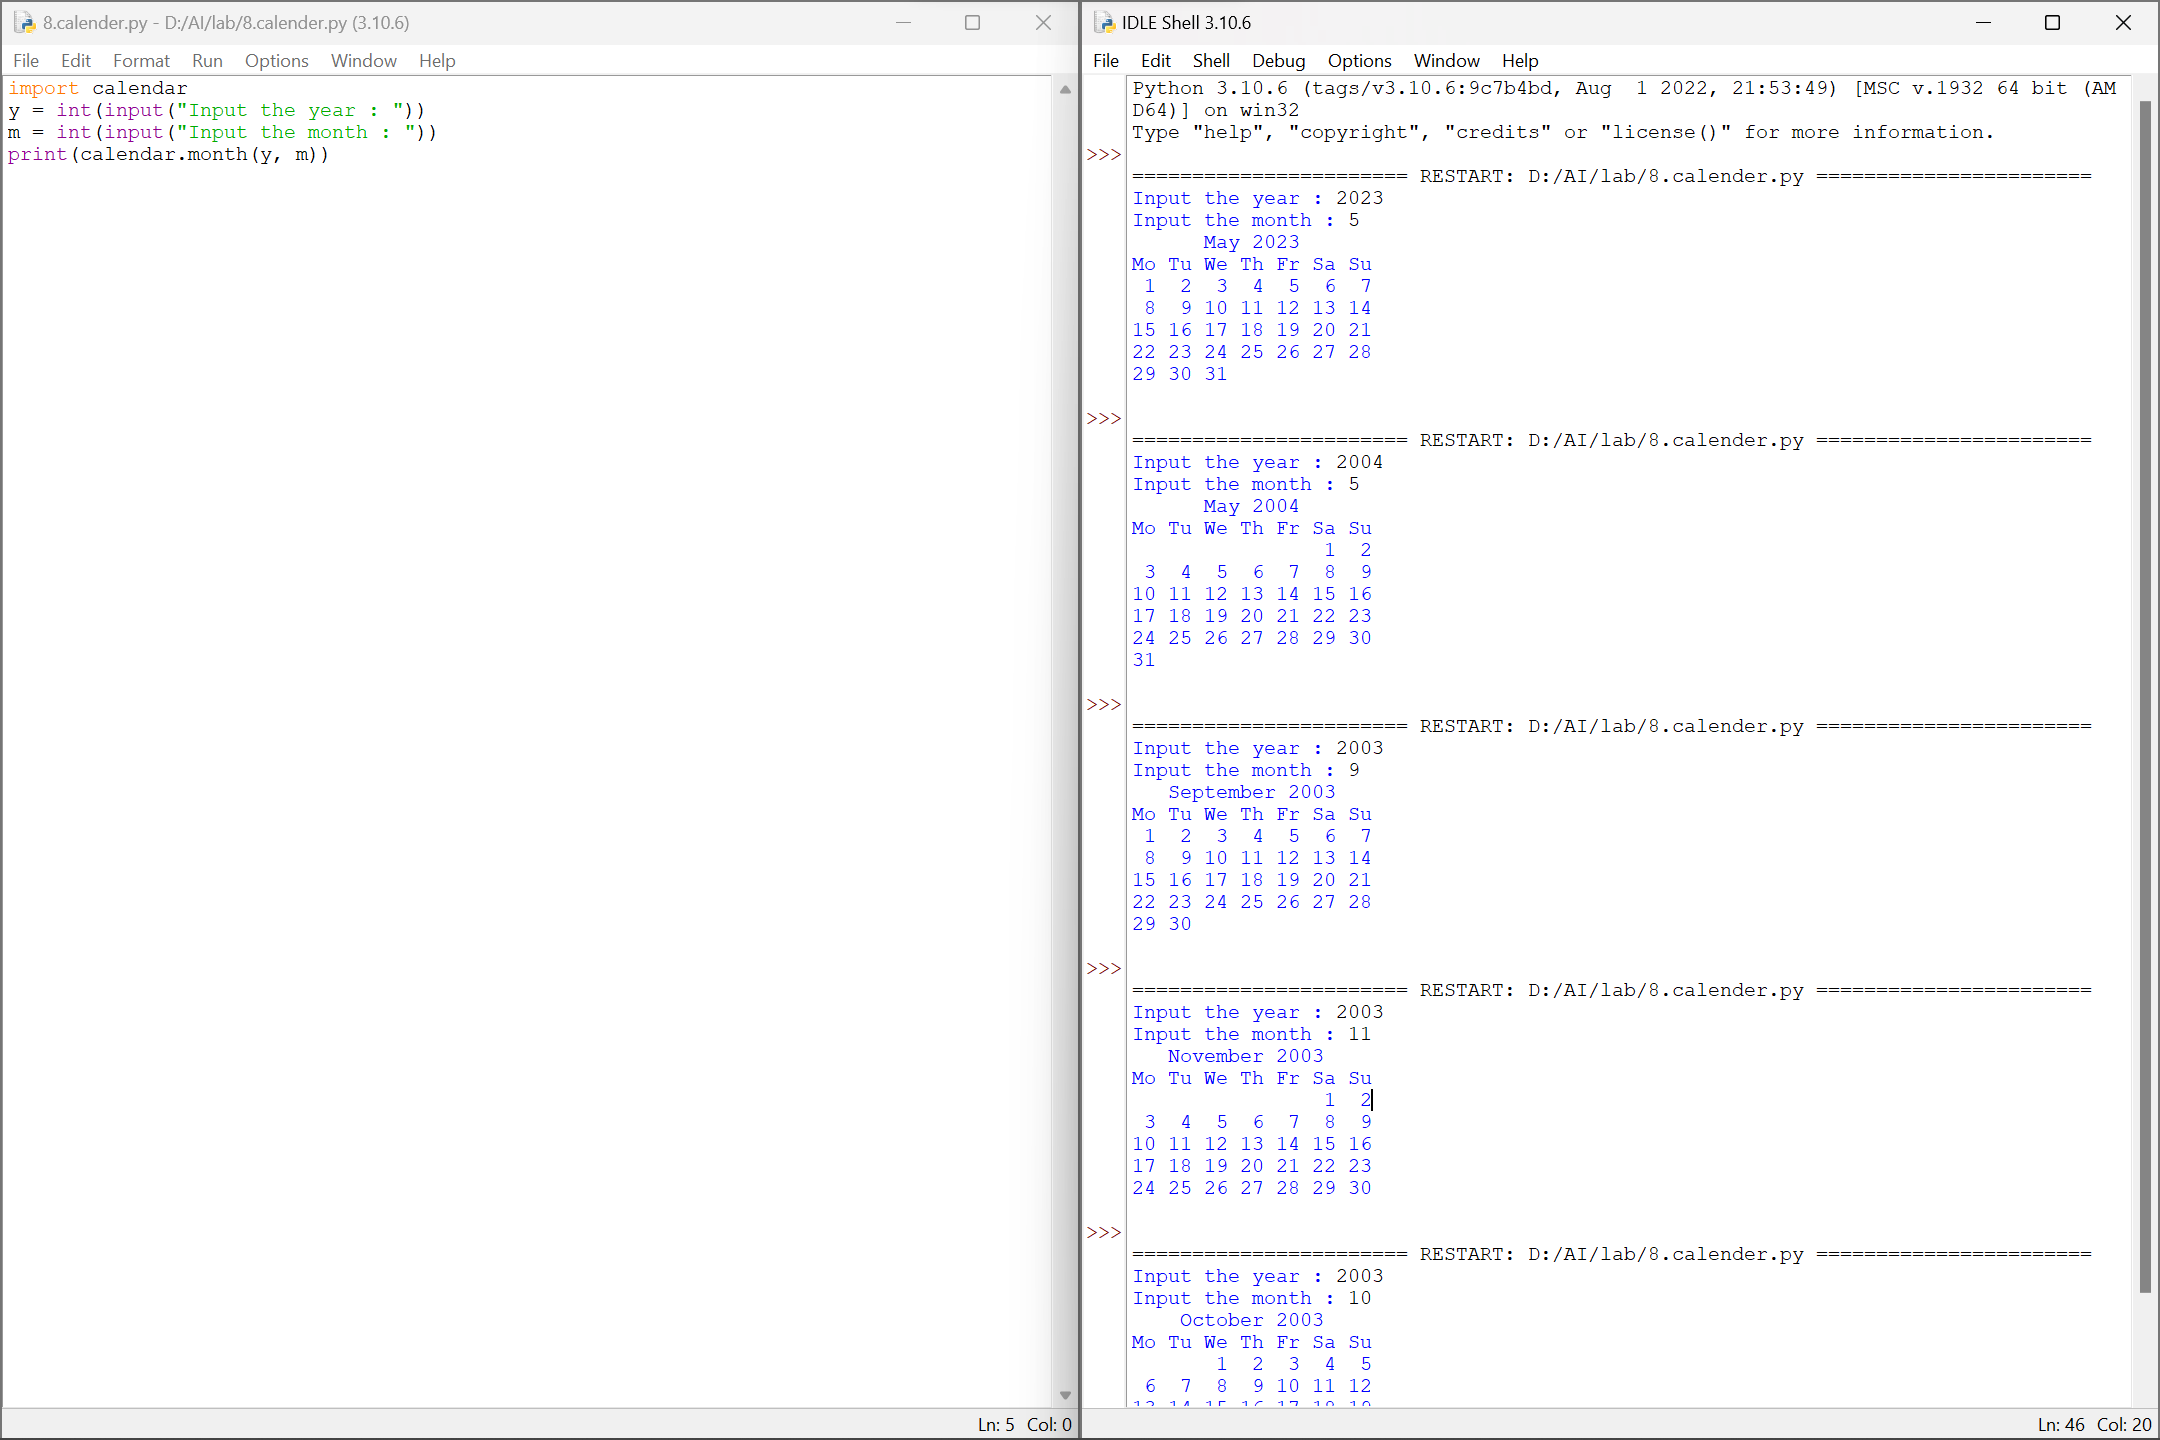 8.calender.py - D:/AI/lab/8.calender.py (3.10.6)
File Edit Format Run Options Window Help
import calendar
y = int(input("Input the year : "))
m = int(input("Input the month : "))
print(calendar.month(y, m))
Ln: 5 Col: 0
IDLE Shell 3.10.6
File Edit Shell Debug Options Window Help
Python 3.10.6 (tags/v3.10.6:9c7b4bd, Aug  1 2022, 21:53:49) [MSC v.1932 64 bit (AM
D64)] on win32
Type "help", "copyright", "credits" or "license()" for more information.
>>>
======================= RESTART: D:/AI/lab/8.calender.py =======================
Input the year : 2023
Input the month : 5
      May 2023
Mo Tu We Th Fr Sa Su
 1  2  3  4  5  6  7
 8  9 10 11 12 13 14
15 16 17 18 19 20 21
22 23 24 25 26 27 28
29 30 31
>>>
======================= RESTART: D:/AI/lab/8.calender.py =======================
Input the year : 2004
Input the month : 5
      May 2004
Mo Tu We Th Fr Sa Su
                1  2
 3  4  5  6  7  8  9
10 11 12 13 14 15 16
17 18 19 20 21 22 23
24 25 26 27 28 29 30
31
>>>
======================= RESTART: D:/AI/lab/8.calender.py =======================
Input the year : 2003
Input the month : 9
   September 2003
Mo Tu We Th Fr Sa Su
 1  2  3  4  5  6  7
 8  9 10 11 12 13 14
15 16 17 18 19 20 21
22 23 24 25 26 27 28
29 30
>>>
======================= RESTART: D:/AI/lab/8.calender.py =======================
Input the year : 2003
Input the month : 11
   November 2003
Mo Tu We Th Fr Sa Su
                1  2
 3  4  5  6  7  8  9
10 11 12 13 14 15 16
17 18 19 20 21 22 23
24 25 26 27 28 29 30
>>>
======================= RESTART: D:/AI/lab/8.calender.py =======================
Input the year : 2003
Input the month : 10
    October 2003
Mo Tu We Th Fr Sa Su
       1  2  3  4  5
 6  7  8  9 10 11 12
13 14 15 16 17 18 19
Ln: 46 Col: 20